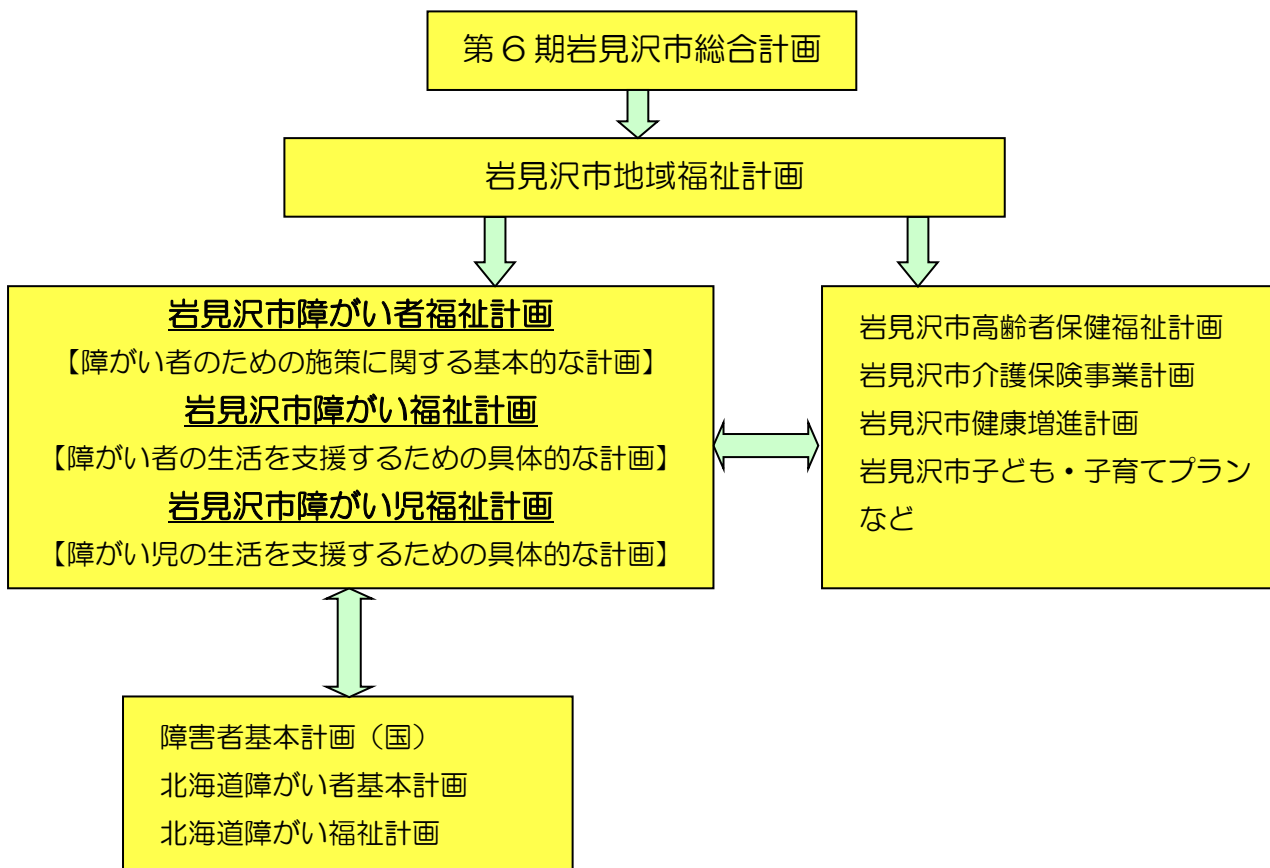 第6期岩見沢市総合計画
岩見沢市地域福祉計画
岩見沢市障がい者福祉計画
【障がい者のための施策に関する基本的な計画】
岩見沢市障がい福祉計画
【障がい者の生活を支援するための具体的な計画】
岩見沢市障がい児福祉計画
【障がい児の生活を支援するための具体的な計画】
岩見沢市高齢者保健福祉計画
岩見沢市介護保険事業計画
岩見沢市健康増進計画
岩見沢市子ども・子育てプラン
など
障害者基本計画（国）
北海道障がい者基本計画
北海道障がい福祉計画